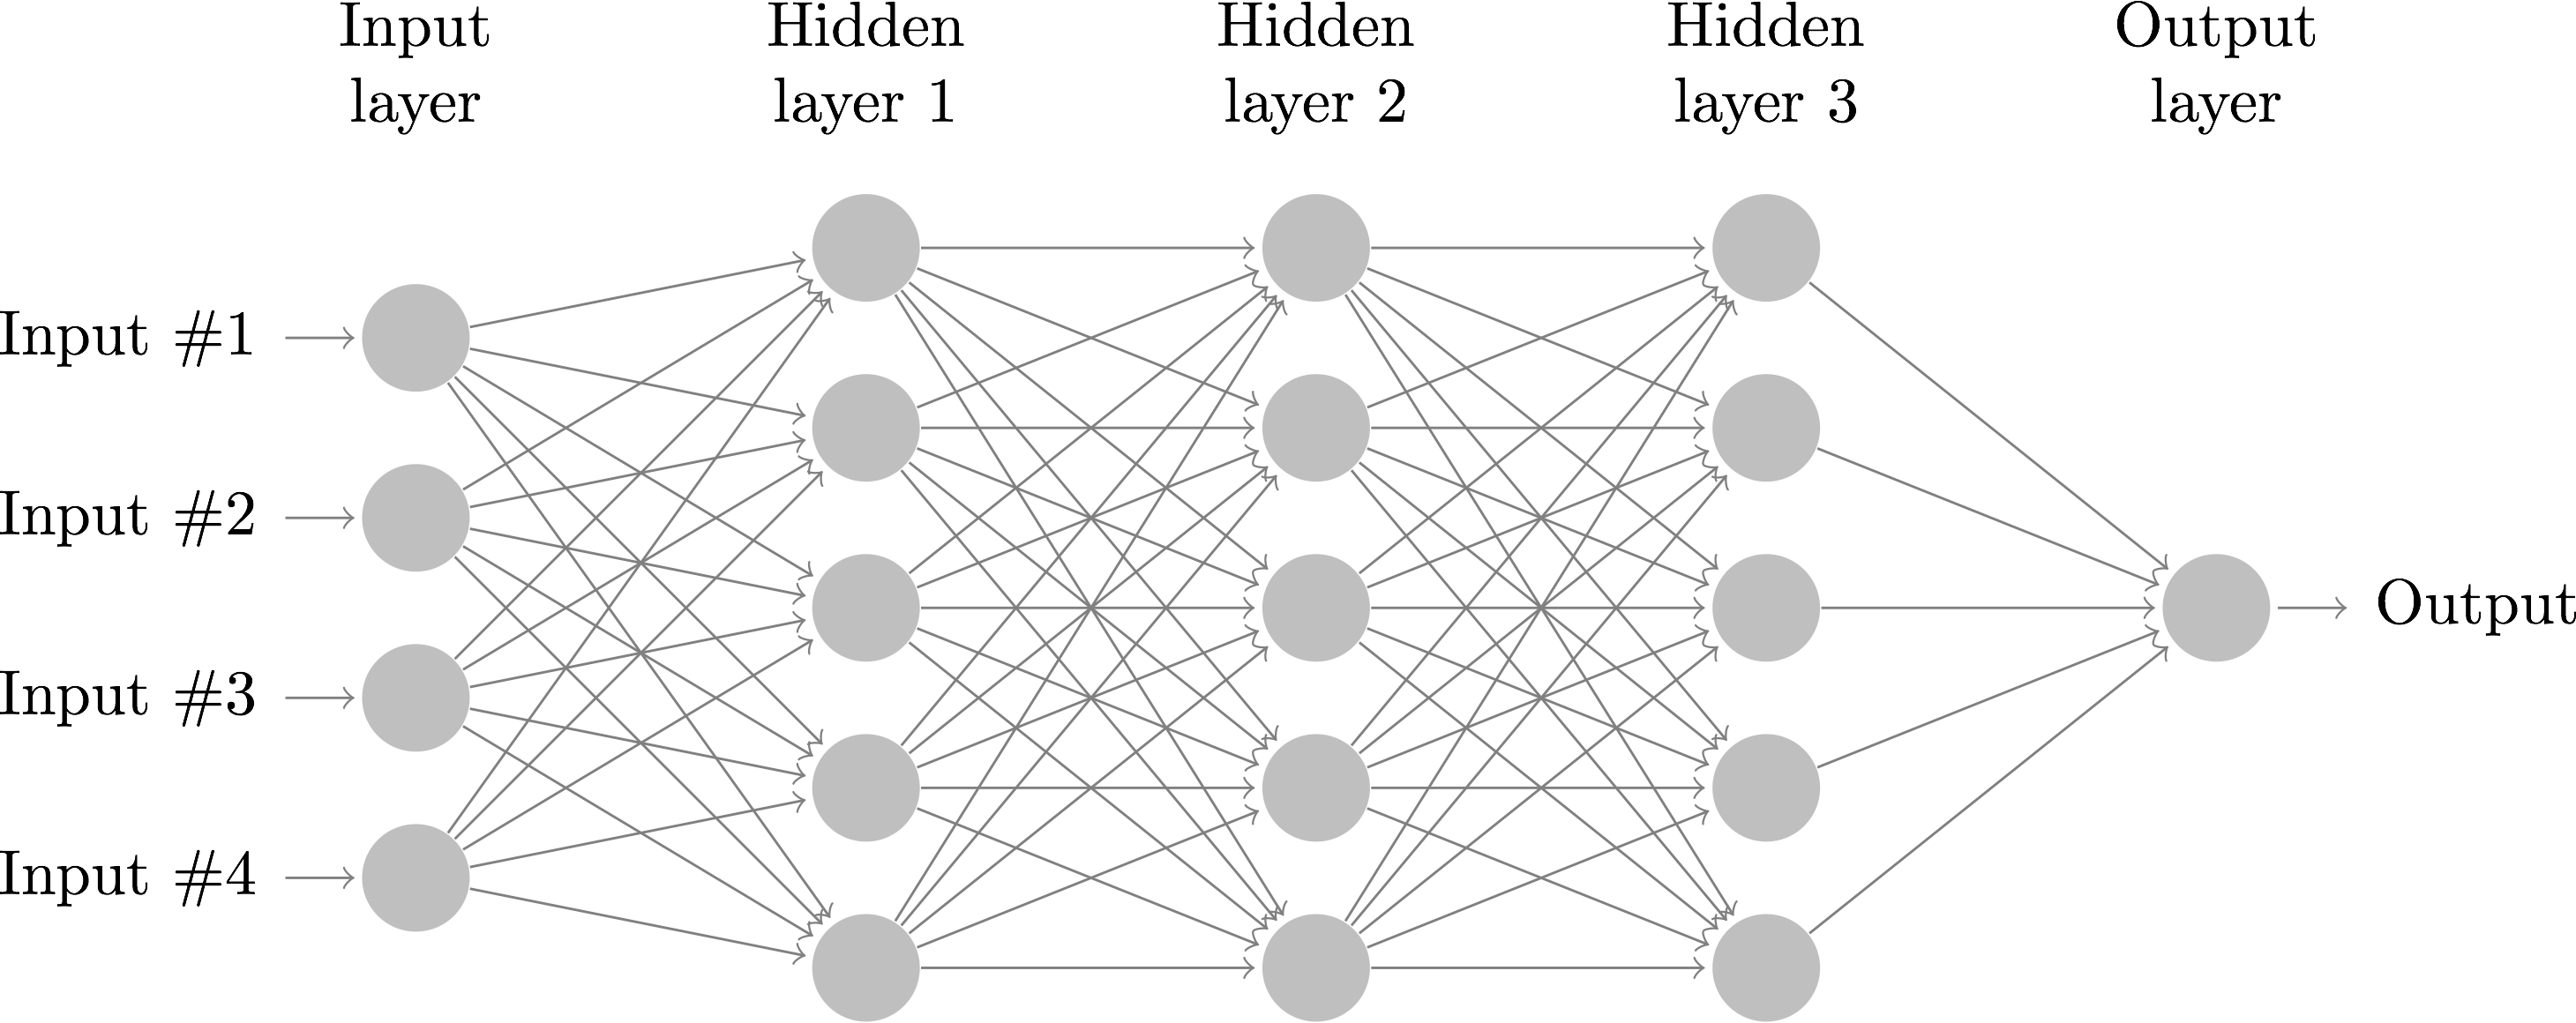 Input
layer
Hidden
layer 1
Hidden
layer 2
Hidden
layer 3
Output
layer
Input #1
Input #2
Input #3
Input #4
Output